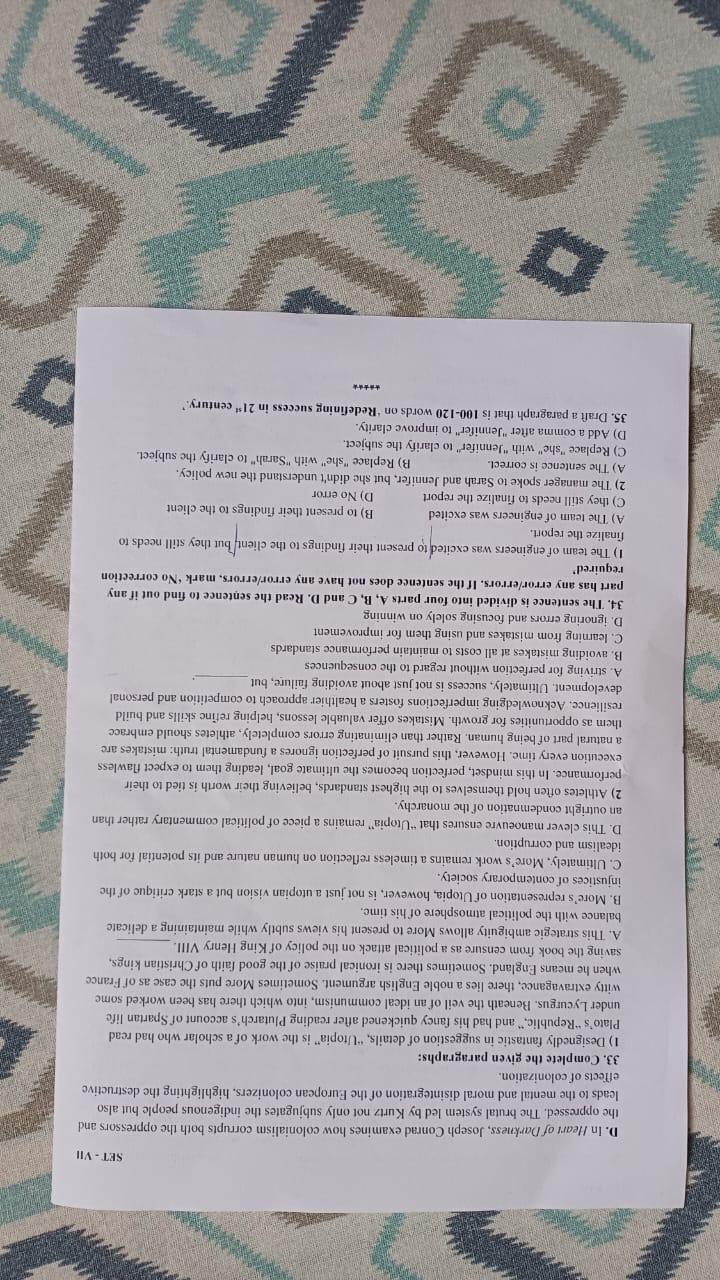 SET - VII
D. In Heart of Darkness, Joseph Conrad examines how colonialism corrupts both the oppressors and
the oppressed. The brutal system led by Kurtz not only subjugates the indigenous people but also
leads to the mental and moral disintegration of the European colonizers, highlighting the destructive
effects of colonization.
33. Complete the given paragraphs:
1) Designedly fantastic in suggestion of details, "Utopia" is the work of a scholar who had read
Plato's "Republic," and had his fancy quickened after reading Plutarch's account of Spartan life
under Lycurgus. Beneath the veil of an ideal communism, into which there has been worked some
witty extravagance, there lies a noble English argument. Sometimes More puts the case as of France
when he means England. Sometimes there is ironical praise of the good faith of Christian kings,
saving the book from censure as a political attack on the policy of King Henry VIII. ________
A. This strategic ambiguity allows More to present his views subtly while maintaining a delicate
balance with the political atmosphere of his time.
B. More's representation of Utopia, however, is not just a utopian vision but a stark critique of the
injustices of contemporary society.
C. Ultimately, More's work remains a timeless reflection on human nature and its potential for both
idealism and corruption.
D. This clever manoeuvre ensures that "Utopia" remains a piece of political commentary rather than
an outright condemnation of the monarchy.
2) Athletes often hold themselves to the highest standards, believing their worth is tied to their
performance. In this mindset, perfection becomes the ultimate goal, leading them to expect flawless
execution every time. However, this pursuit of perfection ignores a fundamental truth: mistakes are
a natural part of being human. Rather than eliminating errors completely, athletes should embrace
them as opportunities for growth. Mistakes offer valuable lessons, helping refine skills and build
resilience. Acknowledging imperfections fosters a healthier approach to competition and personal
development. Ultimately, success is not just about avoiding failure, but ________.
A. striving for perfection without regard to the consequences
B. avoiding mistakes at all costs to maintain performance standards
C. learning from mistakes and using them for improvement
D. ignoring errors and focusing solely on winning
34. The sentence is divided into four parts A, B, C and D. Read the sentence to find out if any
part has any error/errors. If the sentence does not have any error/errors, mark 'No correction
required'
1) The team of engineers was excited to present their findings to the client, but they still needs to
finalize the report.
A) The team of engineers was excited B) to present their findings to the client
C) they still needs to finalize the report D) No error
2) The manager spoke to Sarah and Jennifer, but she didn't understand the new policy.
A) The sentence is correct. B) Replace "she" with "Sarah" to clarify the subject.
C) Replace "she" with "Jennifer" to clarify the subject.
D) Add a comma after "Jennifer" to improve clarity.
35. Draft a paragraph that is 100-120 words on 'Redefining success in 21st century.'
*****